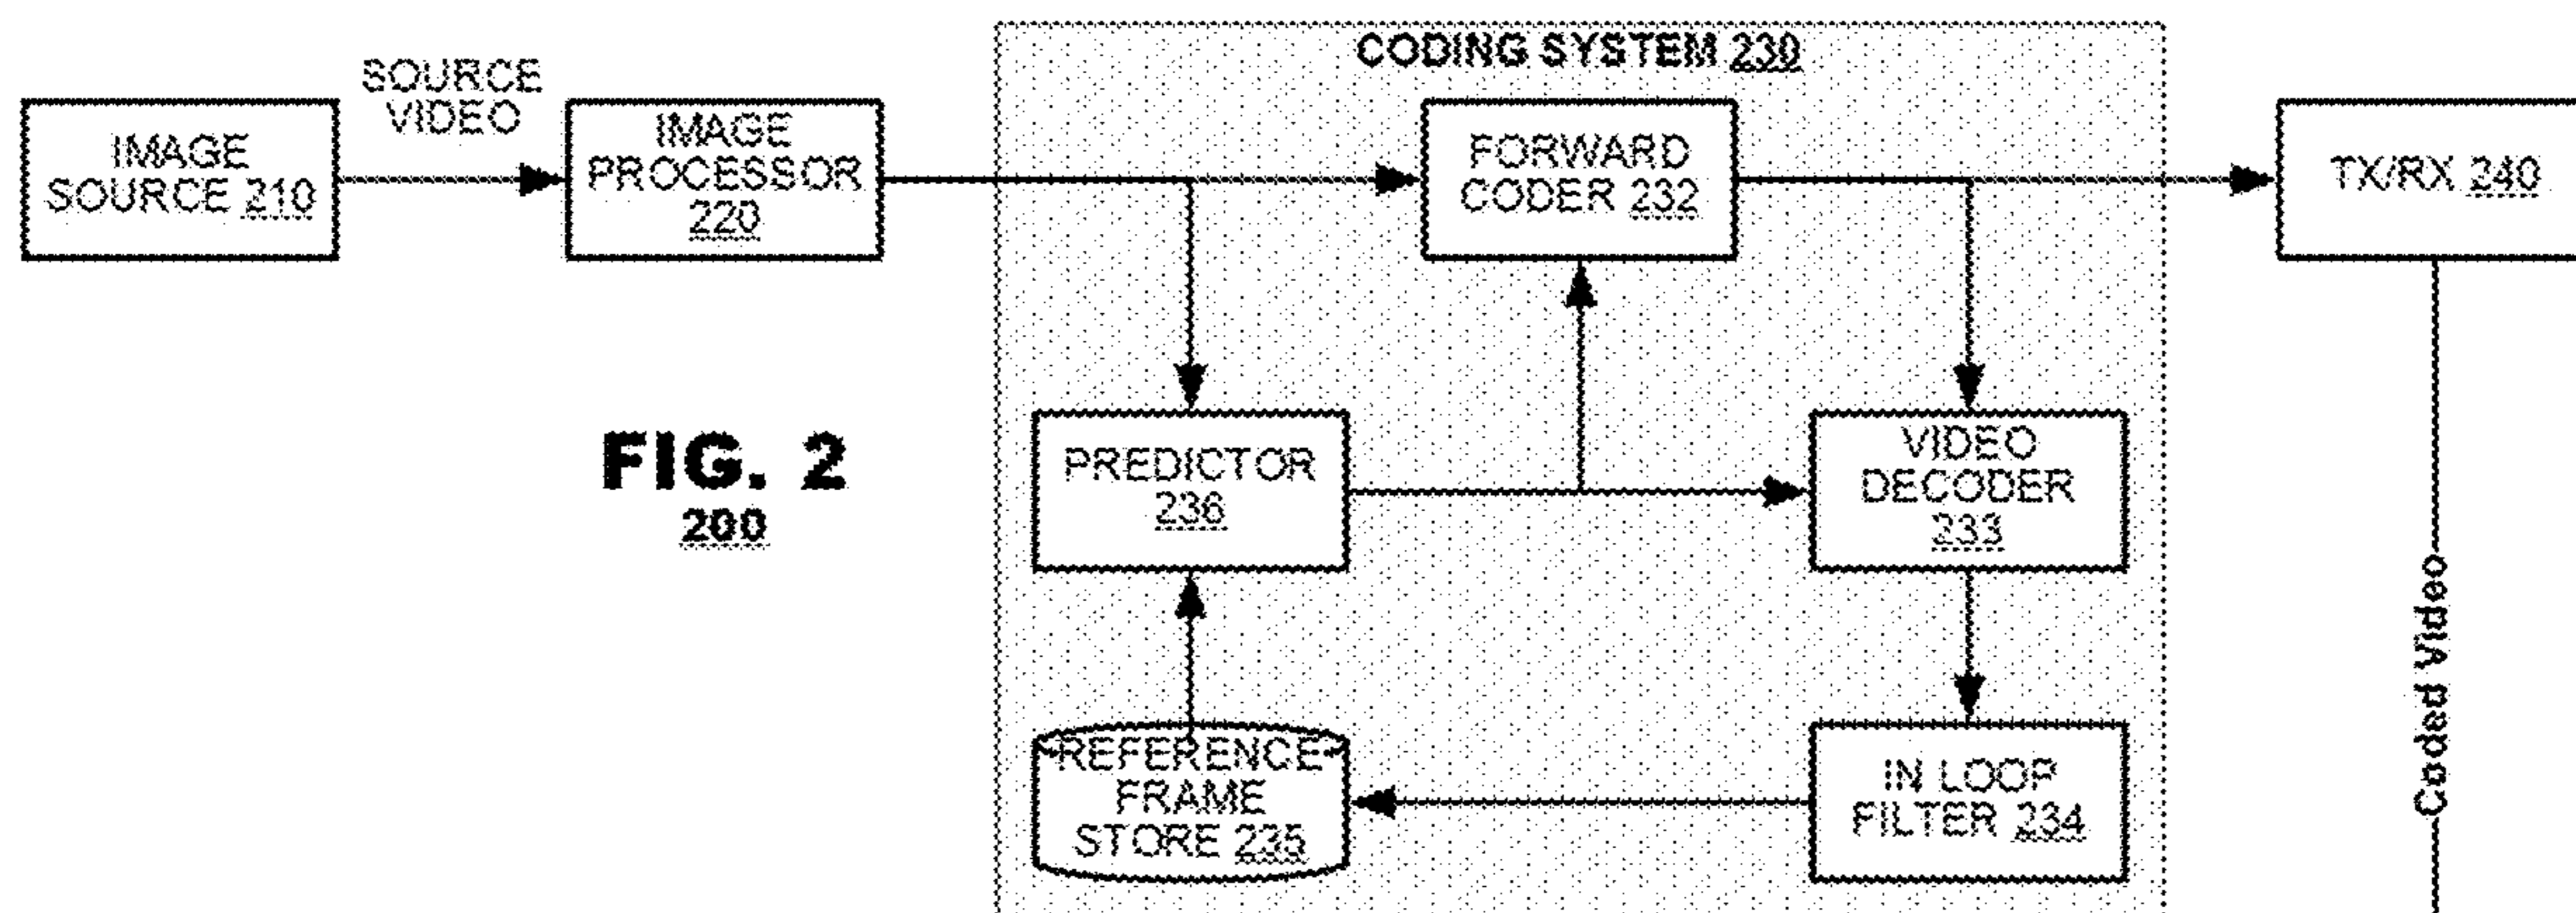 CODING SYSTEM 230
SOURCE
VIDEO
IMAGE
SOURCE 210
IMAGE
PROCESSOR
220
FORWARD
CODER 232
TX/RX 240
FIG. 2
200
PREDICTOR
236
VIDEO
DECODER
233
REFERENCE
FRAME
STORE 235
IN LOOP
FILTER 234
Coded Video